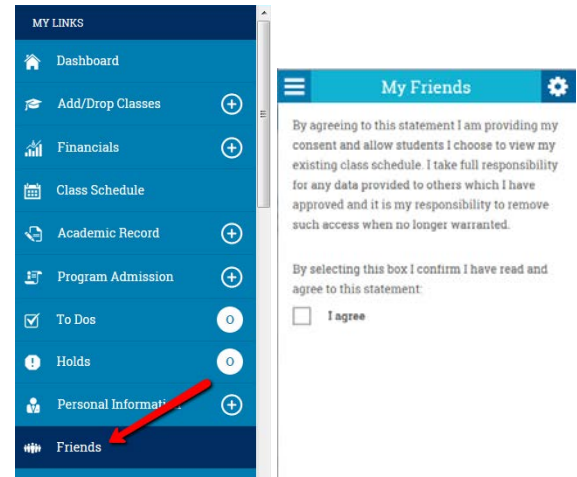 MY LINKS
Dashboard
Add/Drop Classes
Financials
Class Schedule
Academic Record
Program Admission
To Dos 0
Holds 0
Personal Information
Friends
My Friends
By agreeing to this statement I am providing my
consent and allow students I choose to view my
existing class schedule. I take full responsibility
for any data provided to others which I have
approved and it is my responsibility to remove
such access when no longer warranted.
By selecting this box I confirm I have read and
agree to this statement:
I agree